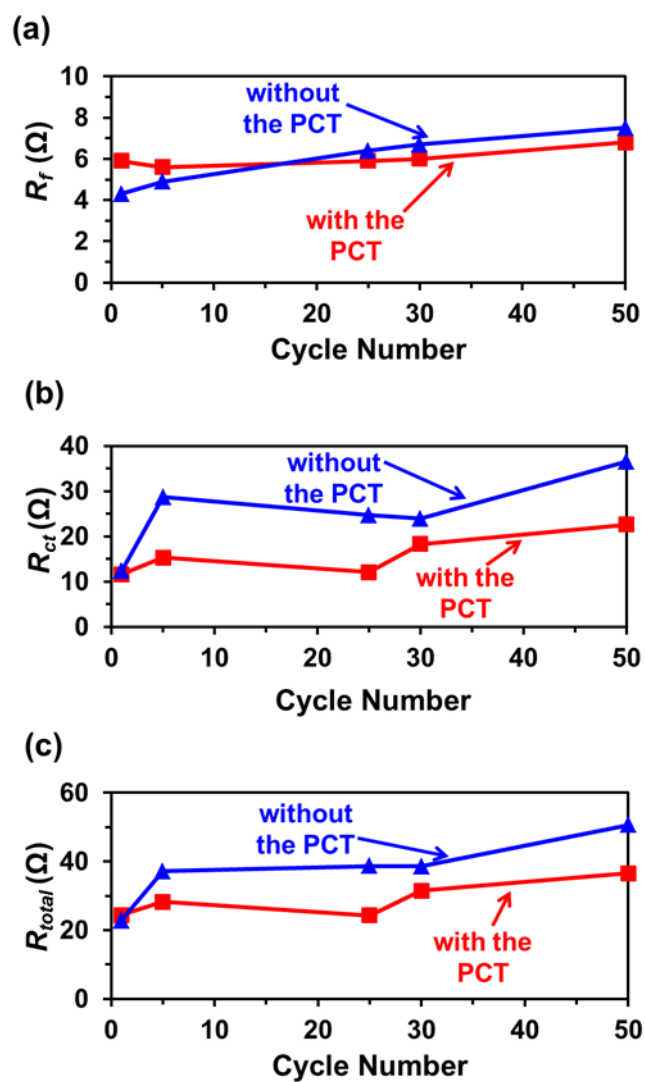 (a)
10
8
6
4
2
0
R_f (Ω)
without
the PCT
with the
PCT
0 10 20 30 40 50
Cycle Number
(b)
40
30
20
10
0
R_ct (Ω)
without
the PCT
with the
PCT
0 10 20 30 40 50
Cycle Number
(c)
60
40
20
0
R_total (Ω)
without
the PCT
with the
PCT
0 10 20 30 40 50
Cycle Number